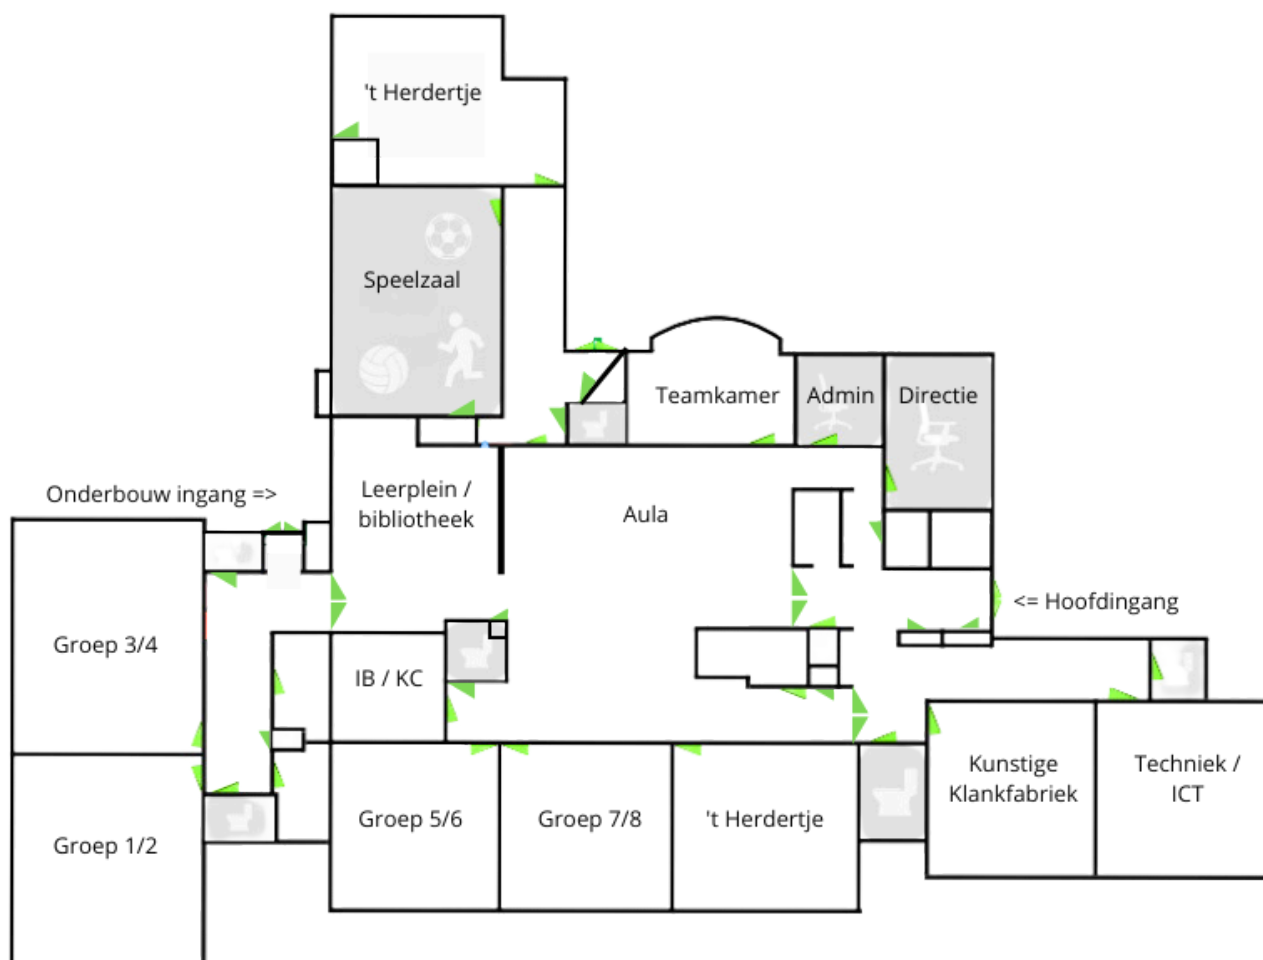 't Herdertje
Speelzaal
Teamkamer
Admin
Directie
Onderbouw ingang =>
Leerplein /
bibliotheek
Aula
<= Hoofdingang
Groep 3/4
IB / KC
Kunstige
Klankfabriek
Techniek /
ICT
Groep 5/6
Groep 7/8
't Herdertje
Groep 1/2